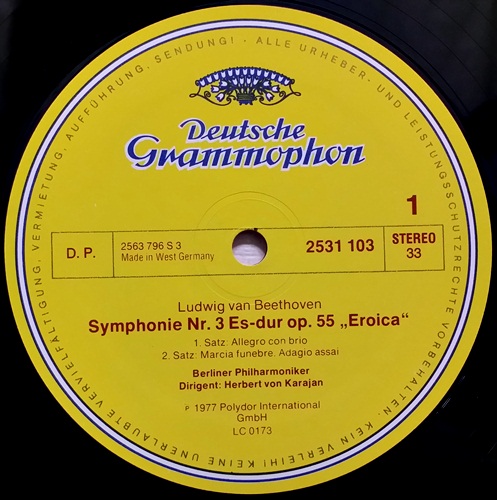 KEIN VERLEIH! KEINE UNERLAUBTE VERVIELFÄLTIGUNG, VERMIETUNG, AUFFÜHRUNG, SENDUNG! · ALLE URHEBER- UND LEISTUNGSSCHUTZRECHTE VORBEHALTEN.
Deutsche
Grammophon
1
D. P.
2563 796 S 3
Made in West Germany
2531 103
STEREO
33
Ludwig van Beethoven
Symphonie Nr. 3 Es-dur op. 55 „Eroica“
1. Satz: Allegro con brio
2. Satz: Marcia funebre. Adagio assai
Berliner Philharmoniker
Dirigent: Herbert von Karajan
℗ 1977 Polydor International
GmbH
LC 0173